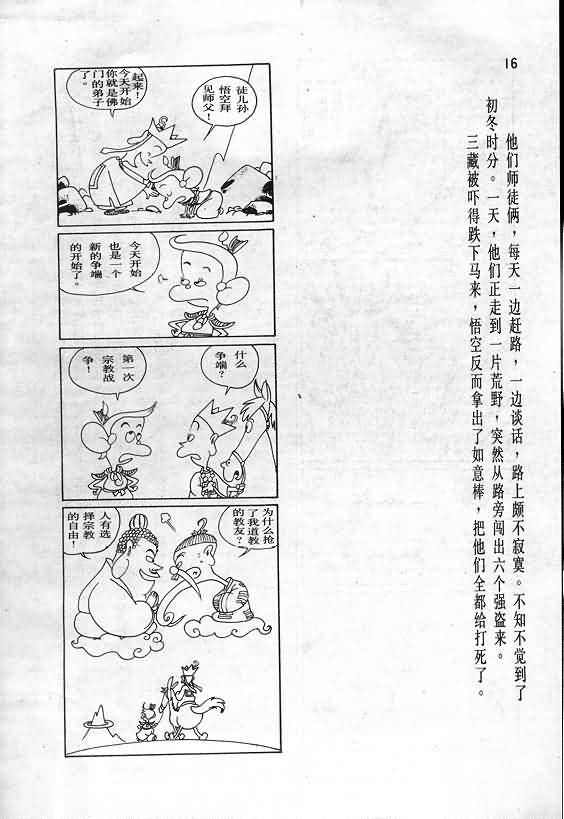 16
他们师徒俩，每天一边赶路，一边谈话，路上颇不寂寞。不知不觉到了
初冬时分。一天，他们正走到一片荒野，突然从路旁闯出六个强盗来。
三藏被吓得跌下马来，悟空反而拿出了如意棒，把他们全都给打死了。
徒儿孙
悟空拜
见师父！
起来！
今天开始
你就是佛
门的弟子
了。
今天开始
也是一个
新的争端
的开始了。
什么
争端？
第一次
宗教战
争！
为什么抢
了我道教
的教友？
人有选
择宗教
的自由！